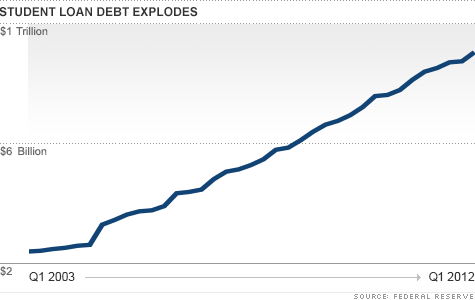 STUDENT LOAN DEBT EXPLODES
$1 Trillion
$6 Billion
$2
Q1 2003
Q1 2012
SOURCE: FEDERAL RESERVE